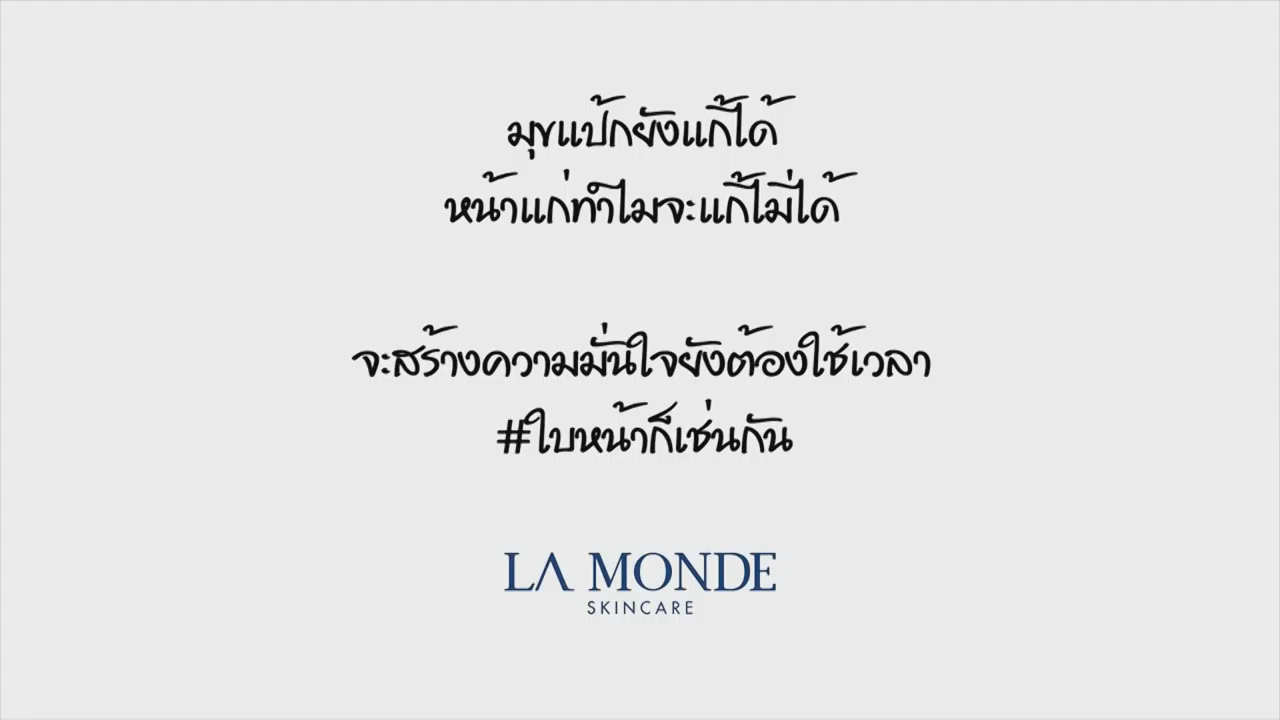 มุขแป้กยังแก้ได้
หน้าแก่ทำไมจะแก้ไม่ได้
จะสร้างความมั่นใจยังต้องใช้เวลา
#ใบหน้าก็เช่นกัน
LA MONDE
SKINCARE